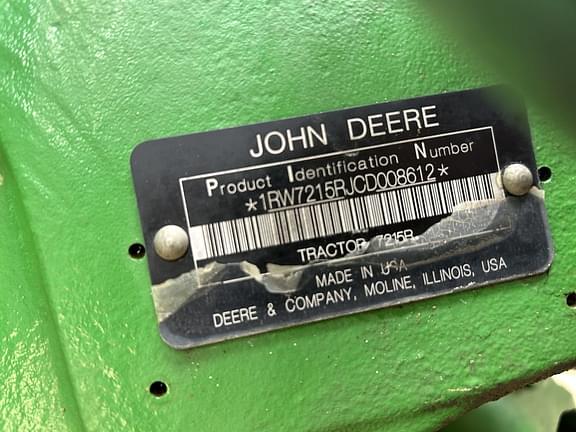 JOHN DEERE
Product Identification Number
*1RW7215RJCD008612*
TRACTOR 7215R
MADE IN USA
DEERE & COMPANY, MOLINE, ILLINOIS, USA